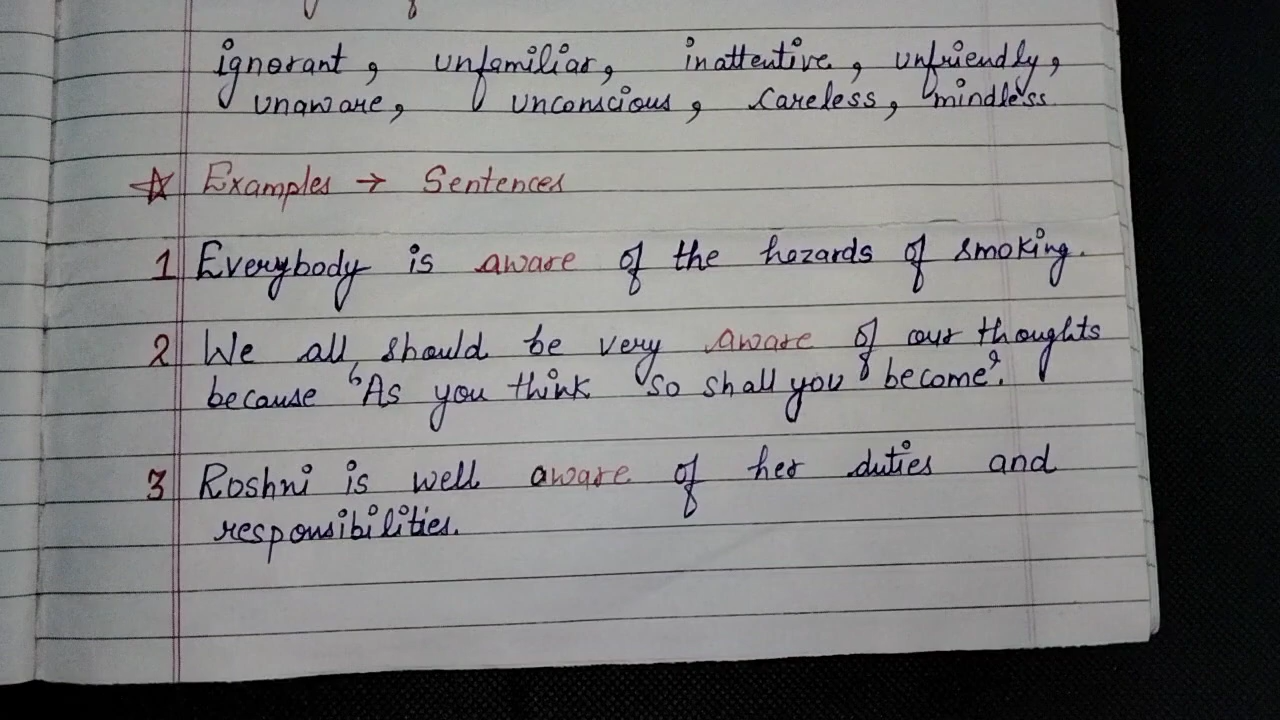 ignorant, unfamiliar, inattentive, unfriendly,
unaware, unconscious, careless, mindless
☆ Examples → Sentences
1 Everybody is aware of the hazards of smoking.
2 We all should be very aware of our thoughts
because "As you think so shall you become".
3 Roshni is well aware of her duties and
responsibilities.